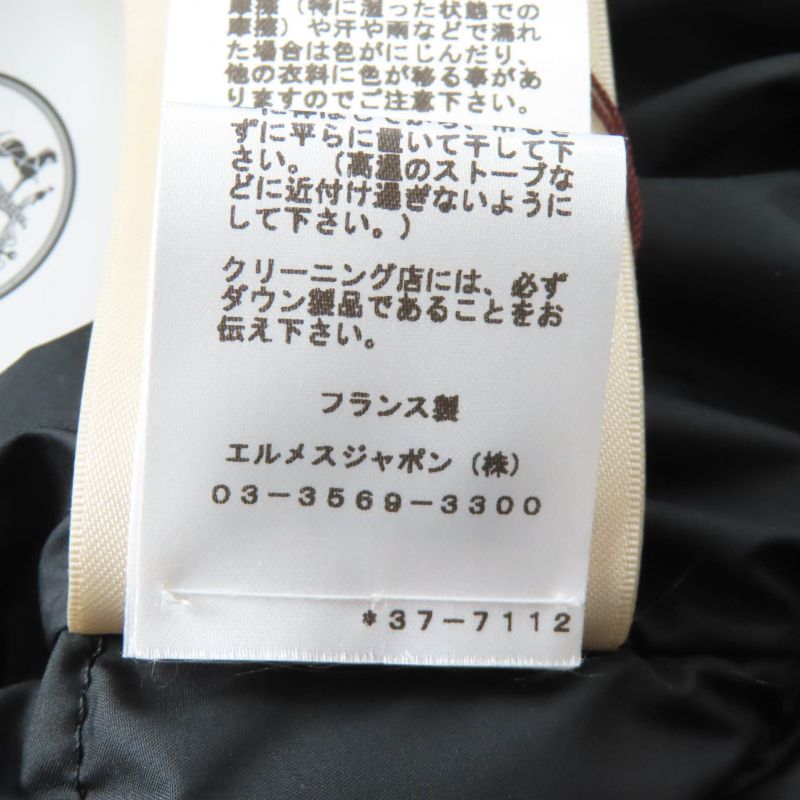 摩擦（特に湿った状態での
摩擦）や汗や雨などで濡れ
た場合は色がにじんだり、
他の衣料に色が移る事があ
りますのでご注意下さい。
ずに平らに置いて干して下
さい。（高温のストーブな
どに近付け過ぎないように
して下さい。）
クリーニング店には、必ず
ダウン製品であることをお
伝え下さい。
フランス製
エルメスジャポン（株）
03-3569-3300
*37-7112